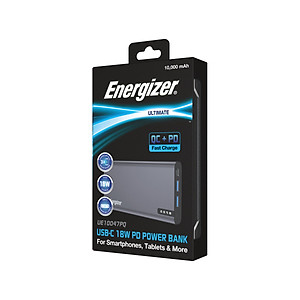 10,000 mAh
Energizer
ULTIMATE
QC + PD
Fast Charge
18W
UE10047PQ
USB-C 18W PD POWER BANK
For Smartphones, Tablets & More